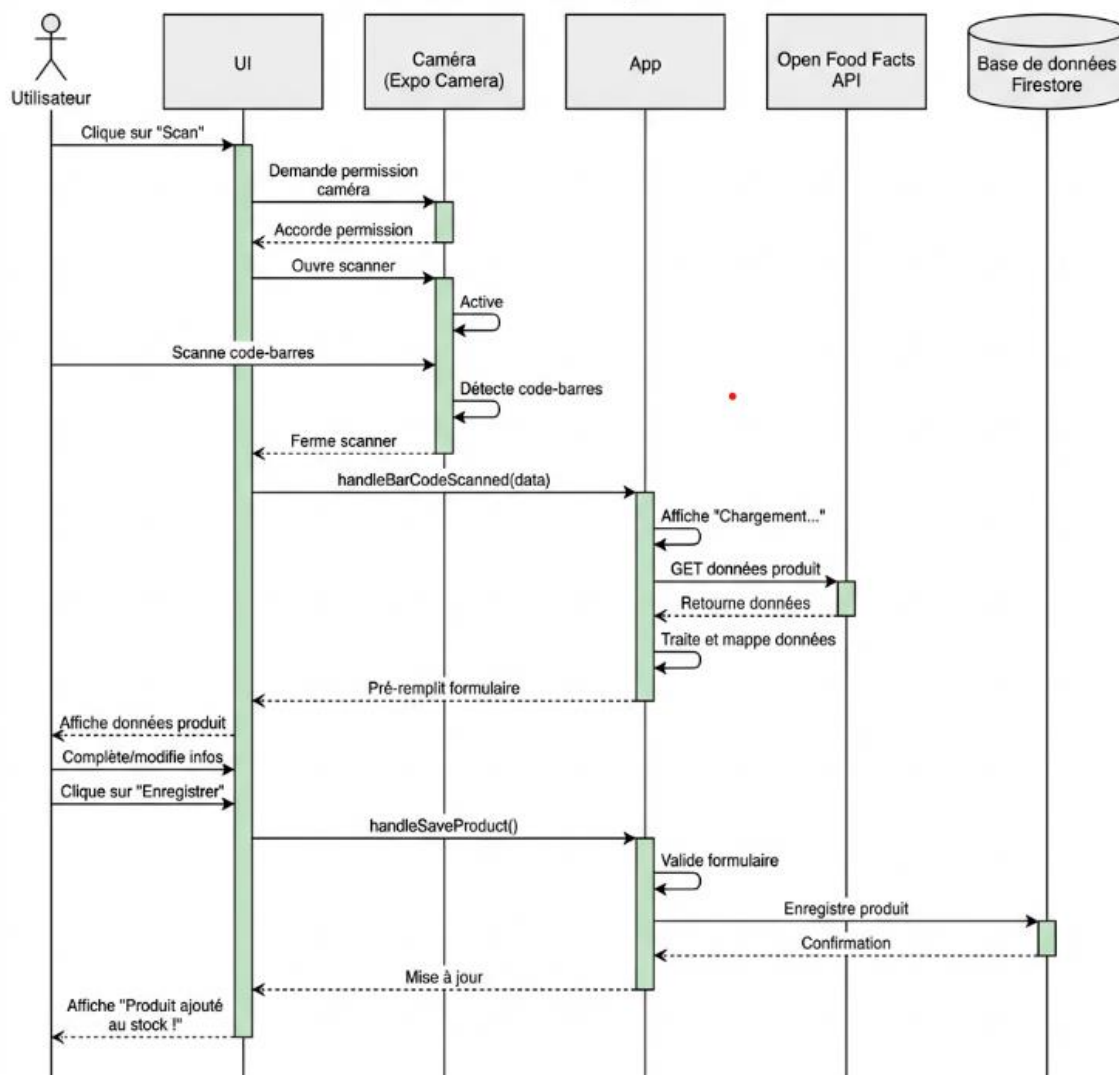 Utilisateur
UI
Caméra
(Expo Camera)
App
Open Food Facts
API
Base de données
Firestore
Clique sur "Scan"
Demande permission
caméra
Accorde permission
Ouvre scanner
Active
Scanne code-barres
Détecte code-barres
Ferme scanner
handleBarCodeScanned(data)
Affiche "Chargement..."
GET données produit
Retourne données
Traite et mappe données
Pré-remplit formulaire
Affiche données produit
Complète/modifie infos
Clique sur "Enregistrer"
handleSaveProduct()
Valide formulaire
Enregistre produit
Confirmation
Mise à jour
Affiche "Produit ajouté
au stock !"